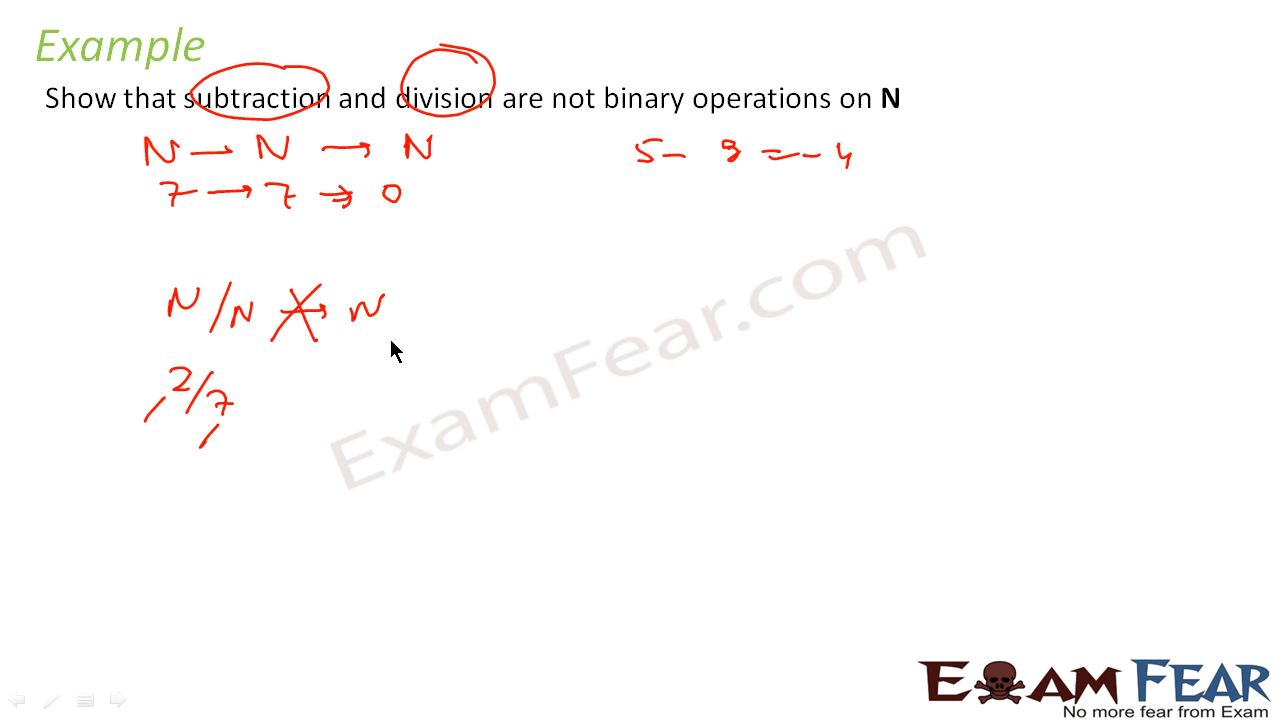 Example
Show that subtraction and division are not binary operations on N
N — N → N
5 - 9 = - 4
7 → 7 → 0
N / N → N
2/7
ExamFear.com
EXAM FEAR
No more fear from Exam